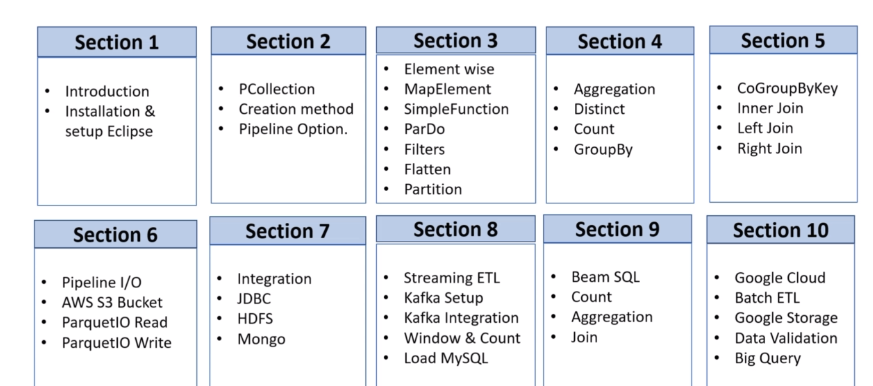 Section 1
• Introduction
• Installation &
setup Eclipse
Section 2
• PCollection
• Creation method
• Pipeline Option.
Section 3
• Element wise
• MapElement
• SimpleFunction
• ParDo
• Filters
• Flatten
• Partition
Section 4
• Aggregation
• Distinct
• Count
• GroupBy
Section 5
• CoGroupByKey
• Inner Join
• Left Join
• Right Join
Section 6
• Pipeline I/O
• AWS S3 Bucket
• ParquetIO Read
• ParquetIO Write
Section 7
• Integration
• JDBC
• HDFS
• Mongo
Section 8
• Streaming ETL
• Kafka Setup
• Kafka Integration
• Window & Count
• Load MySQL
Section 9
• Beam SQL
• Count
• Aggregation
• Join
Section 10
• Google Cloud
• Batch ETL
• Google Storage
• Data Validation
• Big Query